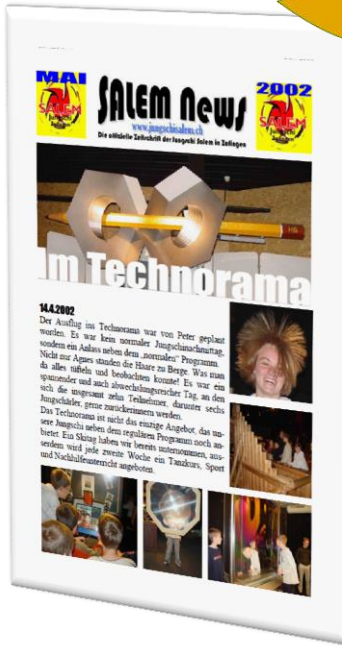 MAI
2002
SALEM News
www.jungschisalem.ch
Die offizielle Zeitschrift der Jungschi Salem in Zofingen
SALEM
SALEM
Im Technorama
14.4.2002
Der Ausflug ins Technorama war von Peter geplant
worden. Es war kein normaler Jungschinachmittag,
sondern ein Anlass neben dem „normalen" Programm.
Nicht nur Agnes standen die Haare zu Berge. Was man
da alles tüfteln und beobachten konnte! Es war ein
spannender und auch abwechslungsreicher Tag, an den
sich die insgesamt zehn Teilnehmer, darunter sechs
Jungschärler, gerne zurückerinnern werden.
Das Technorama ist nicht das einzige Angebot, das un-
sere Jungschi neben dem regulären Programm noch an-
bietet. Ein Skitag haben wir bereits unternommen, aus-
serdem wird jede zweite Woche ein Tanzkurs, Sport
und Nachhilfeunterricht angeboten.